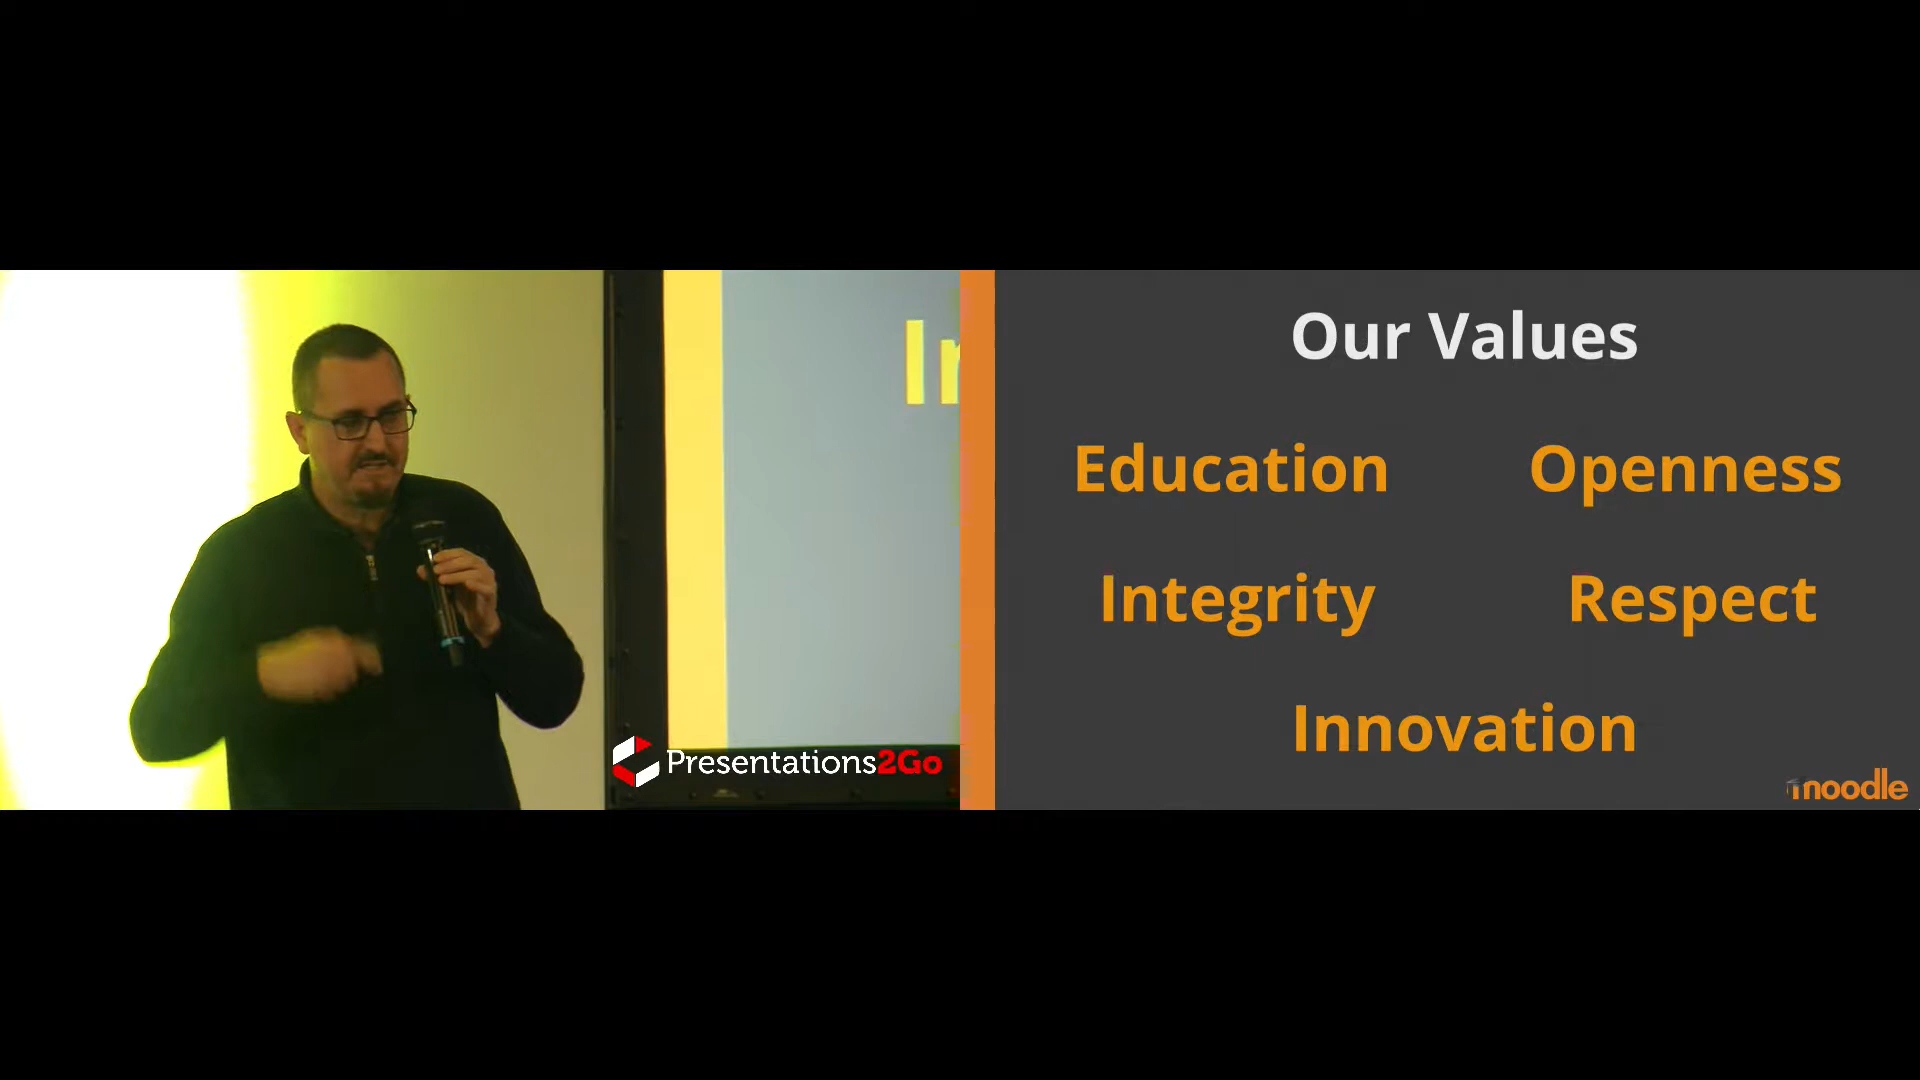 Our Values
Education Openness
Integrity Respect
Innovation
Presentations2Go
moodle